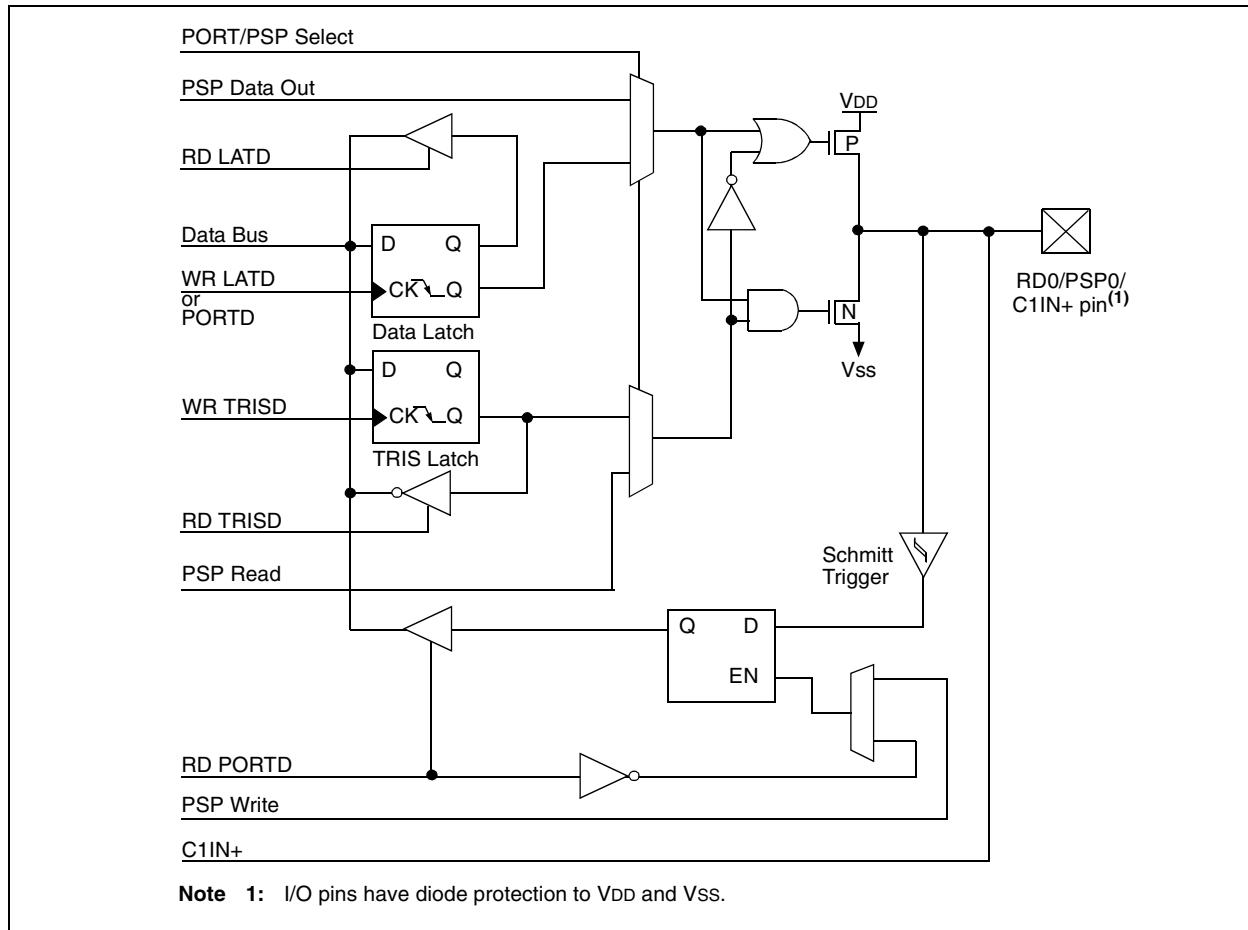 PORT/PSP Select
PSP Data Out
RD LATD
Data Bus
WR LATD
or
PORTD
D Q
CK Q
Data Latch
WR TRISD
D Q
CK Q
TRIS Latch
RD TRISD
PSP Read
VDD
P
N
VSS
RD0/PSP0/
C1IN+ pin(1)
Schmitt
Trigger
Q D
EN
RD PORTD
PSP Write
C1IN+
Note 1: I/O pins have diode protection to VDD and VSS.